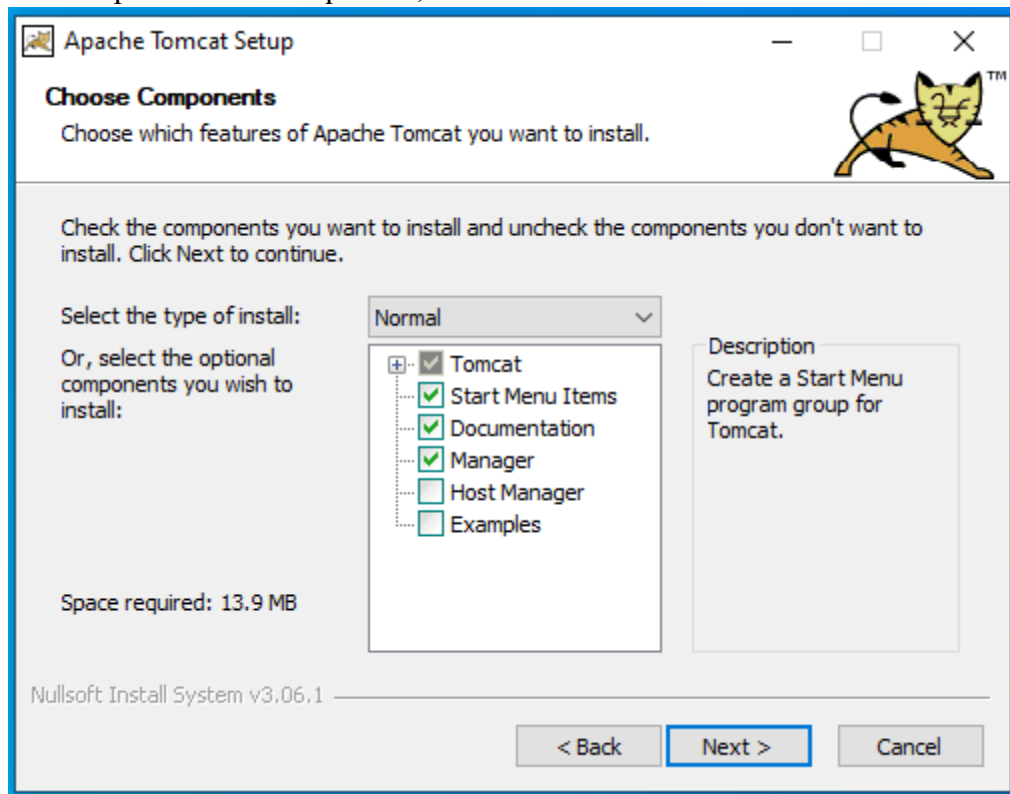 Apache Tomcat Setup
Choose Components
Choose which features of Apache Tomcat you want to install.
TM
Check the components you want to install and uncheck the components you don't want to
install. Click Next to continue.
Select the type of install:
Normal
Or, select the optional
components you wish to
install:
Tomcat
Start Menu Items
Documentation
Manager
Host Manager
Examples
Description
Create a Start Menu
program group for
Tomcat.
Space required: 13.9 MB
Nullsoft Install System v3.06.1
< Back
Next >
Cancel